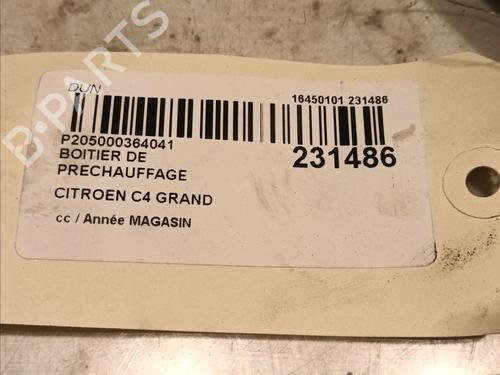 DUN
16450101 231486
P205000364041
BOITIER DE
PRECHAUFFAGE
231486
CITROEN C4 GRAND
cc / Année MAGASIN
B-PARTS